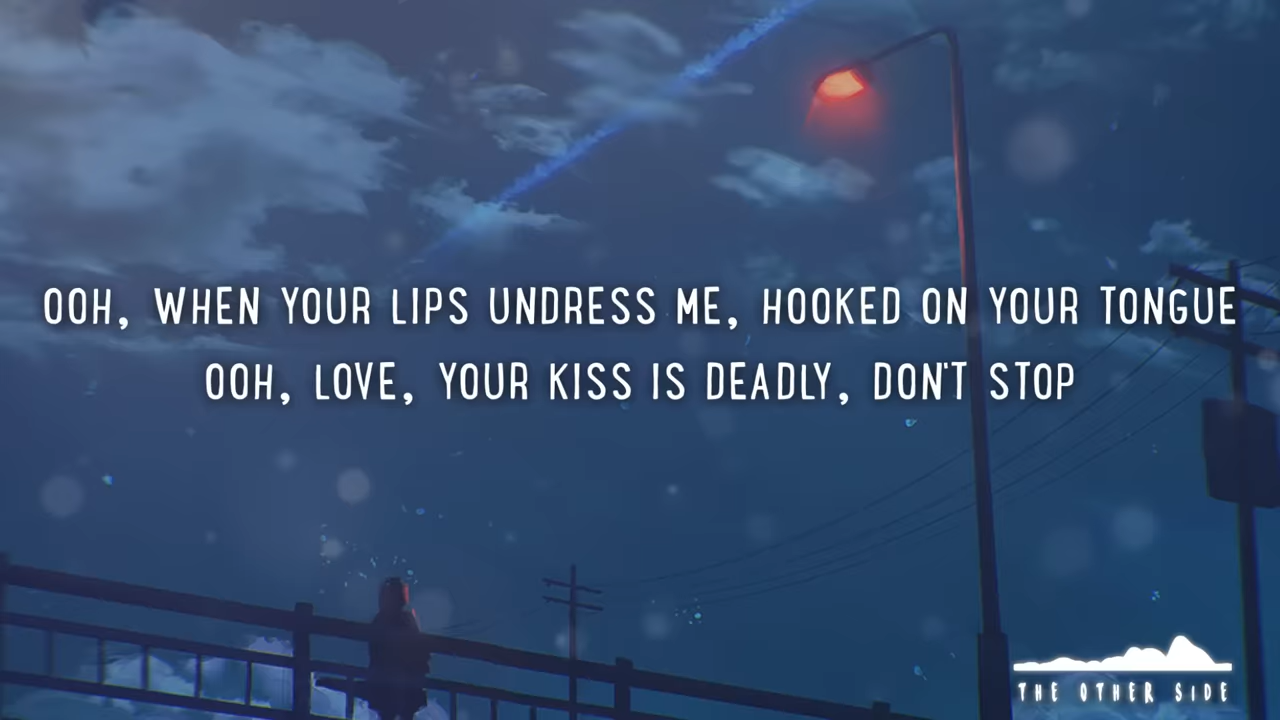 OOH, WHEN YOUR LIPS UNDRESS ME, HOOKED ON YOUR TONGUE
OOH, LOVE, YOUR KISS IS DEADLY, DON'T STOP
THE OTHER SIDE